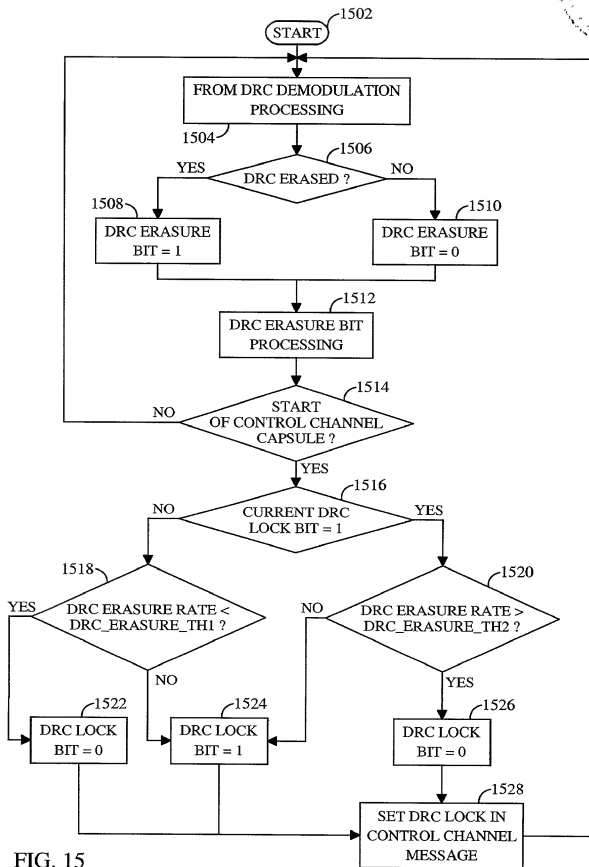 1502
START
FROM DRC DEMODULATION
PROCESSING
1504
1506
DRC ERASED ?
YES
NO
1508
DRC ERASURE
BIT = 1
1510
DRC ERASURE
BIT = 0
1512
DRC ERASURE BIT
PROCESSING
1514
START
OF CONTROL CHANNEL
CAPSULE ?
NO
YES
1516
CURRENT DRC
LOCK BIT = 1
NO
YES
1518
DRC ERASURE RATE <
DRC_ERASURE_TH1 ?
YES
NO
1520
DRC ERASURE RATE >
DRC_ERASURE_TH2 ?
NO
YES
1522
DRC LOCK
BIT = 0
1524
DRC LOCK
BIT = 1
1526
DRC LOCK
BIT = 0
1528
SET DRC LOCK IN
CONTROL CHANNEL
MESSAGE
FIG. 15